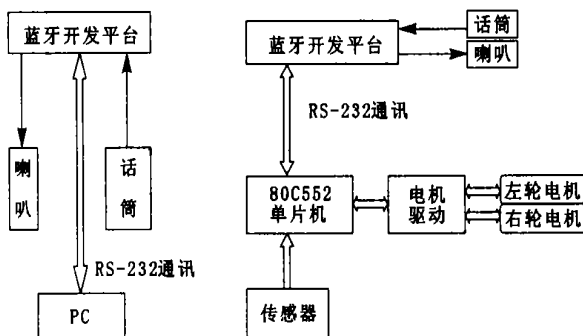 蓝牙开发平台
喇叭
话筒
RS-232通讯
PC
蓝牙开发平台
话筒
喇叭
RS-232通讯
80C552
单片机
电机
驱动
左轮电机
右轮电机
传感器